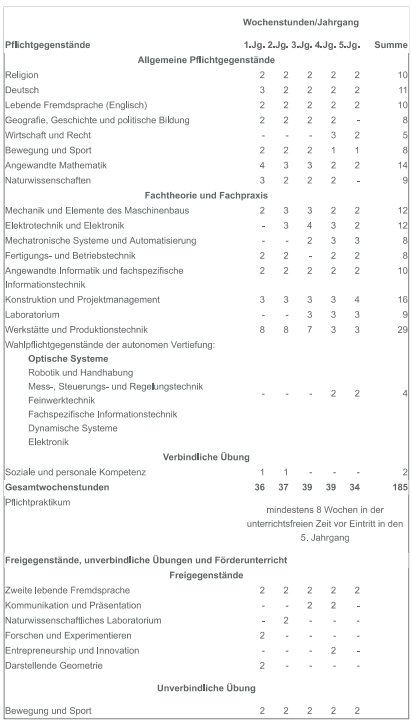 Wochenstunden/Jahrgang
Pflichtgegenstände 1.Jg. 2.Jg. 3.Jg. 4.Jg. 5.Jg. Summe
Allgemeine Pflichtgegenstände
Religion 2 2 2 2 2 10
Deutsch 3 2 2 2 2 11
Lebende Fremdsprache (Englisch) 2 2 2 2 2 10
Geografie, Geschichte und politische Bildung 2 2 2 2 - 8
Wirtschaft und Recht - - - 3 2 5
Bewegung und Sport 2 2 2 1 1 8
Angewandte Mathematik 4 3 3 2 2 14
Naturwissenschaften 3 2 2 2 - 9
Fachtheorie und Fachpraxis
Mechanik und Elemente des Maschinenbaus 2 3 3 2 2 12
Elektrotechnik und Elektronik - 3 4 3 2 12
Mechatronische Systeme und Automatisierung - - 2 3 3 8
Fertigungs- und Betriebstechnik 2 2 - 2 2 8
Angewandte Informatik und fachspezifische 2 2 2 2 2 10
Informationstechnik
Konstruktion und Projektmanagement 3 3 3 3 4 16
Laboratorium - - 3 3 3 9
Werkstätte und Produktionstechnik 8 8 7 3 3 29
Wahlpflichtgegenstände der autonomen Vertiefung:
Optische Systeme
Robotik und Handhabung
Mess-, Steuerungs- und Regelungstechnik
Feinwerktechnik - - - 2 2 4
Fachspezifische Informationstechnik
Dynamische Systeme
Elektronik
Verbindliche Übung
Soziale und personale Kompetenz 1 1 - - - 2
Gesamtwochenstunden 36 37 39 39 34 185
Pflichtpraktikum
mindestens 8 Wochen in der
unterrichtsfreien Zeit vor Eintritt in den
5. Jahrgang
Freigegenstände, unverbindliche Übungen und Förderunterricht
Freigegenstände
Zweite lebende Fremdsprache 2 2 2 2 2
Kommunikation und Präsentation - - 2 2 -
Naturwissenschaftliches Laboratorium - 2 - - -
Forschen und Experimentieren 2 - - - -
Entrepreneurship und Innovation - - - 2 -
Darstellende Geometrie 2 - - - -
Unverbindliche Übung
Bewegung und Sport 2 2 2 2 2